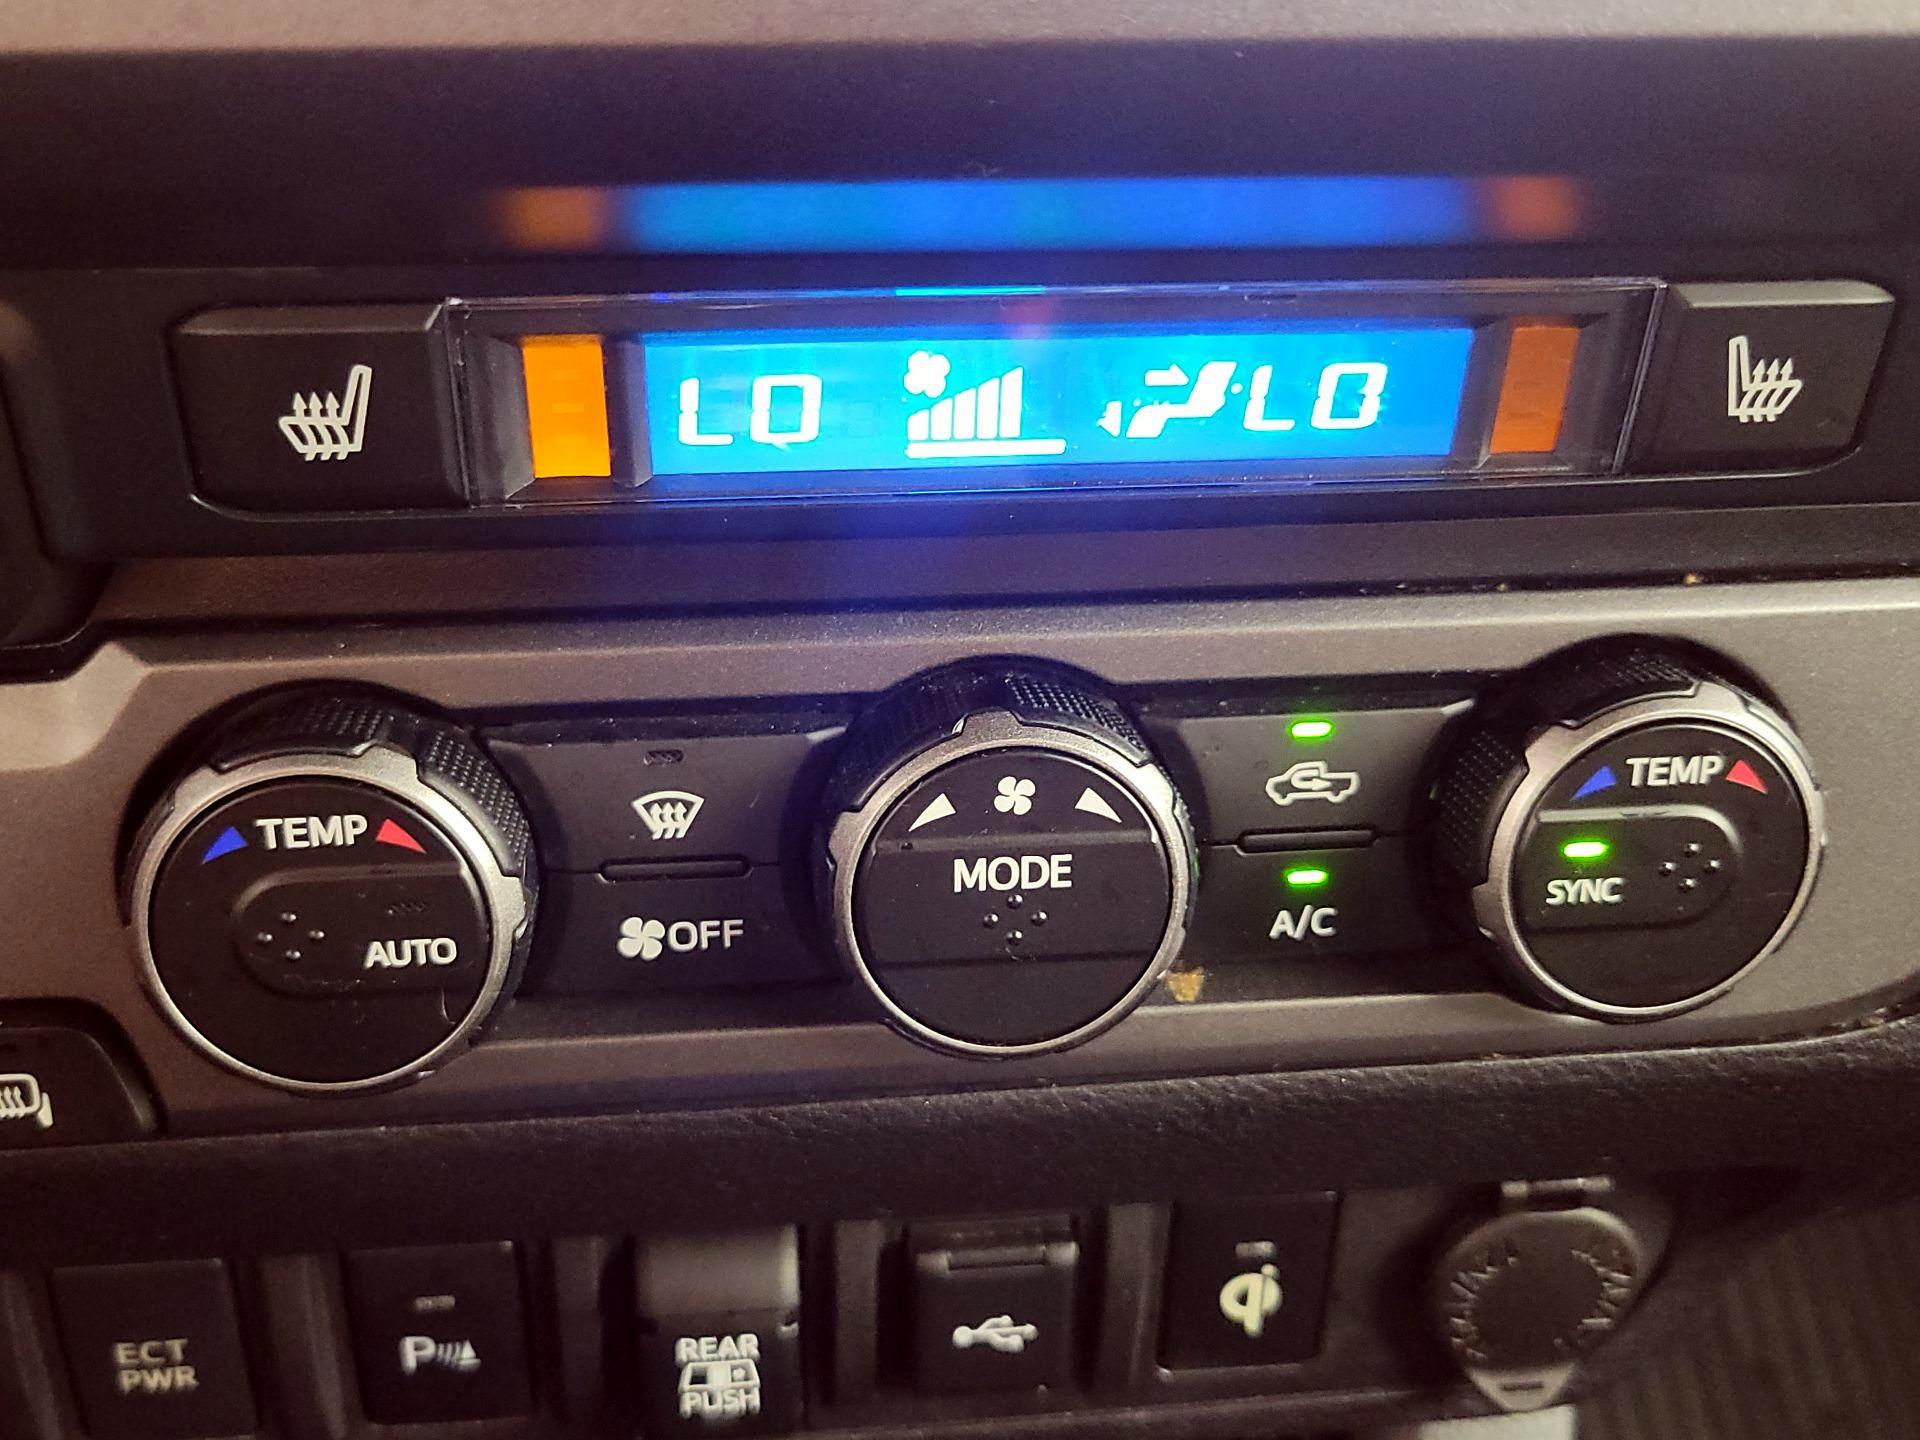 LO LO
TEMP
AUTO
OFF
MODE
A/C
TEMP
SYNC
ECT
PWR
P
REAR
PUSH